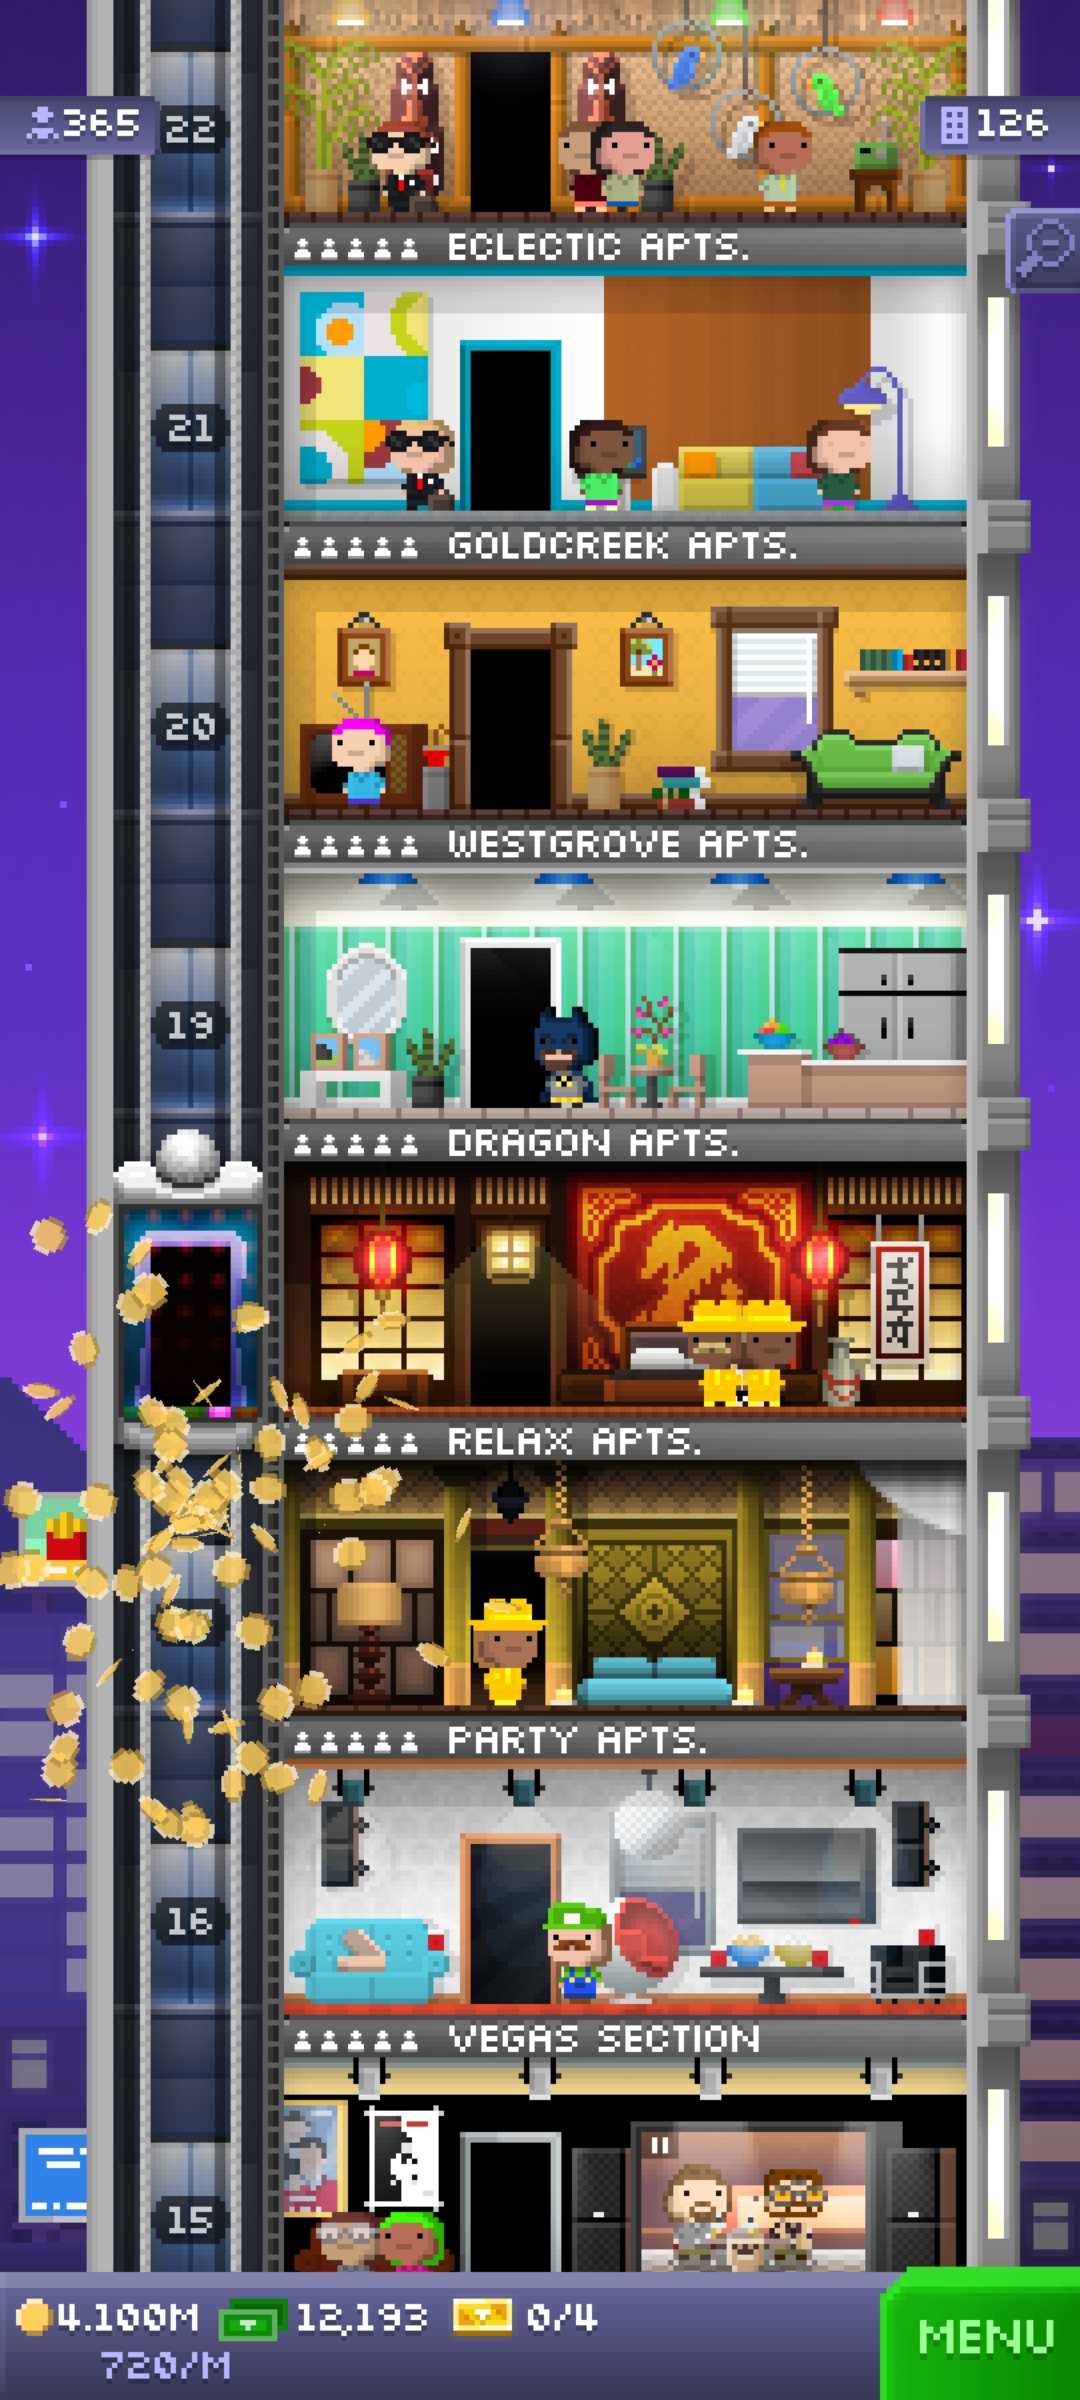 365
22
126
ECLECTIC APTS.
21
GOLDCREEK APTS.
20
WESTGROVE APTS.
19
DRAGON APTS.
RELAX APTS.
PARTY APTS.
16
VEGAS SECTION
15
4.100M 12,193 0/4
720/M
MENU